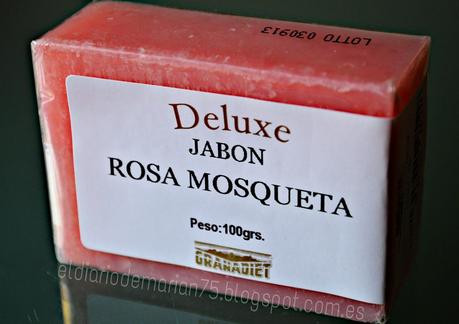 LOTTO 030913
Deluxe
JABON
ROSA MOSQUETA
Peso:100grs.
GRANADIET
eldiariodemarian75.blogspot.com.es